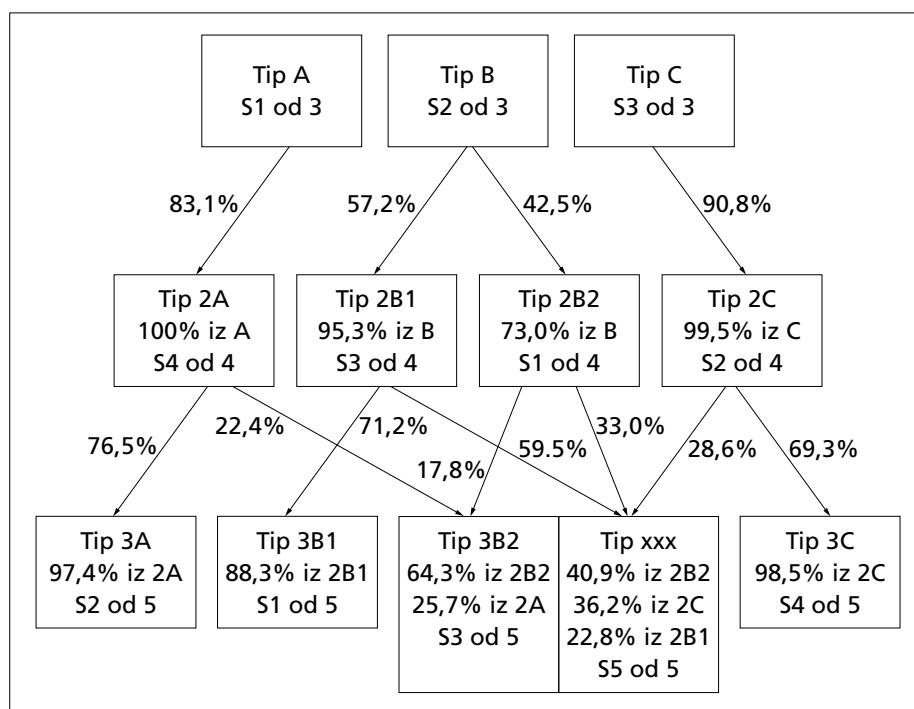 Tip A
S1 od 3
Tip B
S2 od 3
Tip C
S3 od 3
83,1%
57,2%
42,5%
90,8%
Tip 2A
100% iz A
S4 od 4
Tip 2B1
95,3% iz B
S3 od 4
Tip 2B2
73,0% iz B
S1 od 4
Tip 2C
99,5% iz C
S2 od 4
76,5%
22,4%
71,2%
17,8%
59.5%
33,0%
28,6%
69,3%
Tip 3A
97,4% iz 2A
S2 od 5
Tip 3B1
88,3% iz 2B1
S1 od 5
Tip 3B2
64,3% iz 2B2
25,7% iz 2A
S3 od 5
Tip xxx
40,9% iz 2B2
36,2% iz 2C
22,8% iz 2B1
S5 od 5
Tip 3C
98,5% iz 2C
S4 od 5